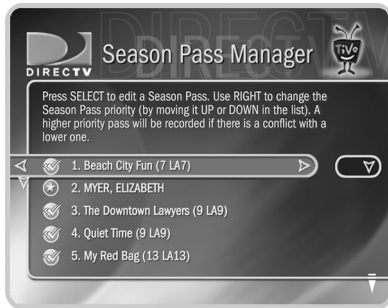 DIRECTV
DIRECTV
Season Pass Manager
TiVo
Press SELECT to edit a Season Pass. Use RIGHT to change the
Season Pass priority (by moving it UP or DOWN in the list). A
higher priority pass will be recorded if there is a conflict with a
lower one.
1. Beach City Fun (7 LA7)
2. MYER, ELIZABETH
3. The Downtown Lawyers (9 LA9)
4. Quiet Time (9 LA9)
5. My Red Bag (13 LA13)